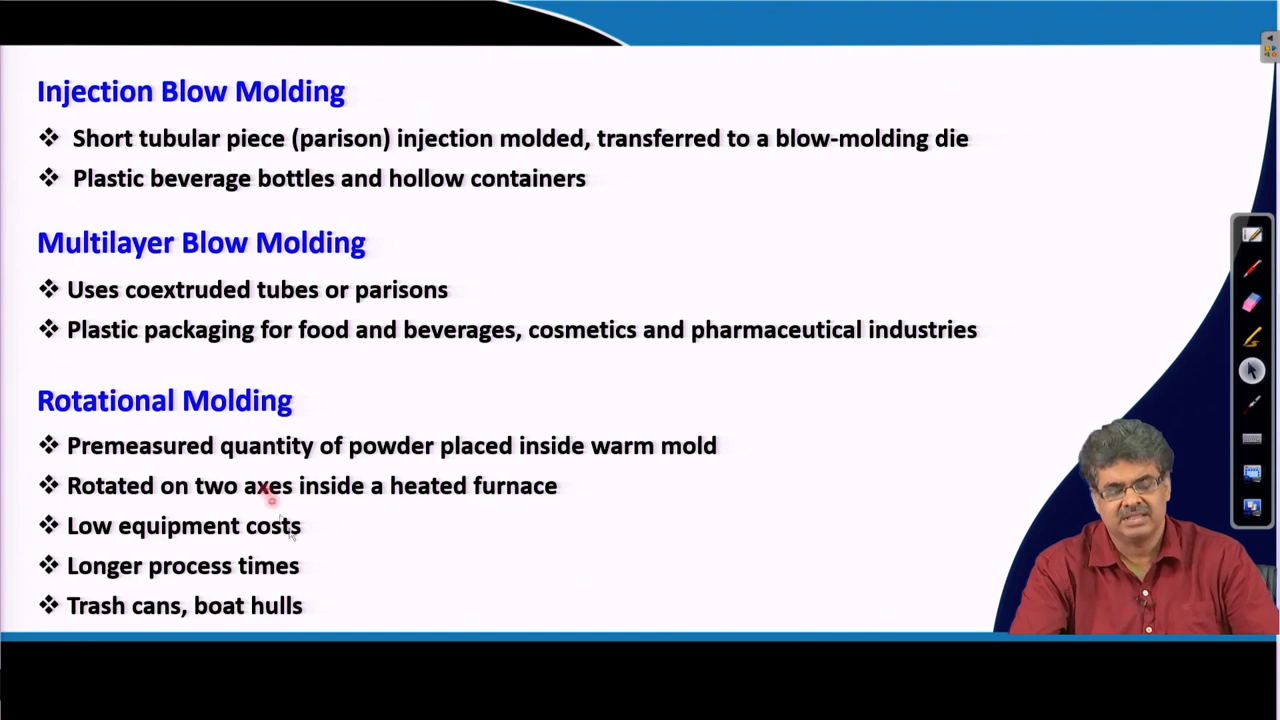 Injection Blow Molding
❖ Short tubular piece (parison) injection molded, transferred to a blow-molding die
❖ Plastic beverage bottles and hollow containers
Multilayer Blow Molding
❖ Uses coextruded tubes or parisons
❖ Plastic packaging for food and beverages, cosmetics and pharmaceutical industries
Rotational Molding
❖ Premeasured quantity of powder placed inside warm mold
❖ Rotated on two axes inside a heated furnace
❖ Low equipment costs
❖ Longer process times
❖ Trash cans, boat hulls